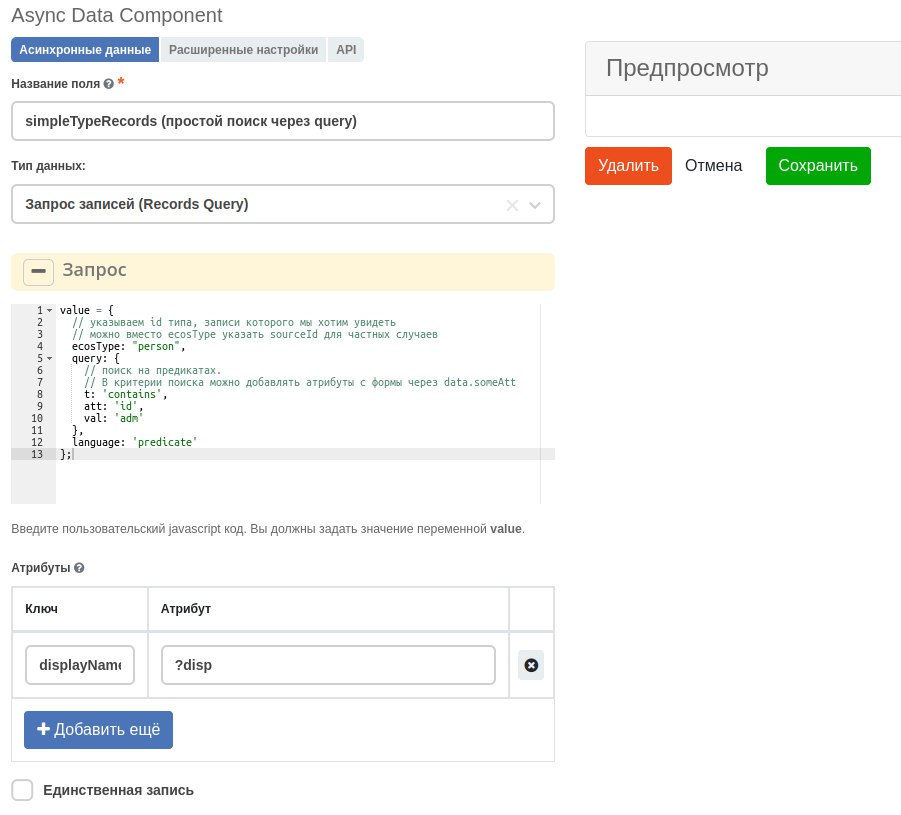 Async Data Component
Асинхронные данные Расширенные настройки API
Название поля *
simpleTypeRecords (простой поиск через query)
Тип данных:
Запрос записей (Records Query)
Запрос
1 value = {
2 // указываем id типа, записи которого мы хотим увидеть
3 // можно вместо ecosType указать sourceId для частных случаев
4 ecosType: "person",
5 query: {
6 // поиск на предикатах.
7 // В критерии поиска можно добавлять атрибуты с формы через data.someAtt
8 t: 'contains',
9 att: 'id',
10 val: 'adm'
11 },
12 language: 'predicate'
13 };
Введите пользовательский javascript код. Вы должны задать значение переменной value.
Атрибуты
Ключ Атрибут
displayName ?disp
Добавить ещё
Единственная запись
Предпросмотр
Удалить Отмена Сохранить